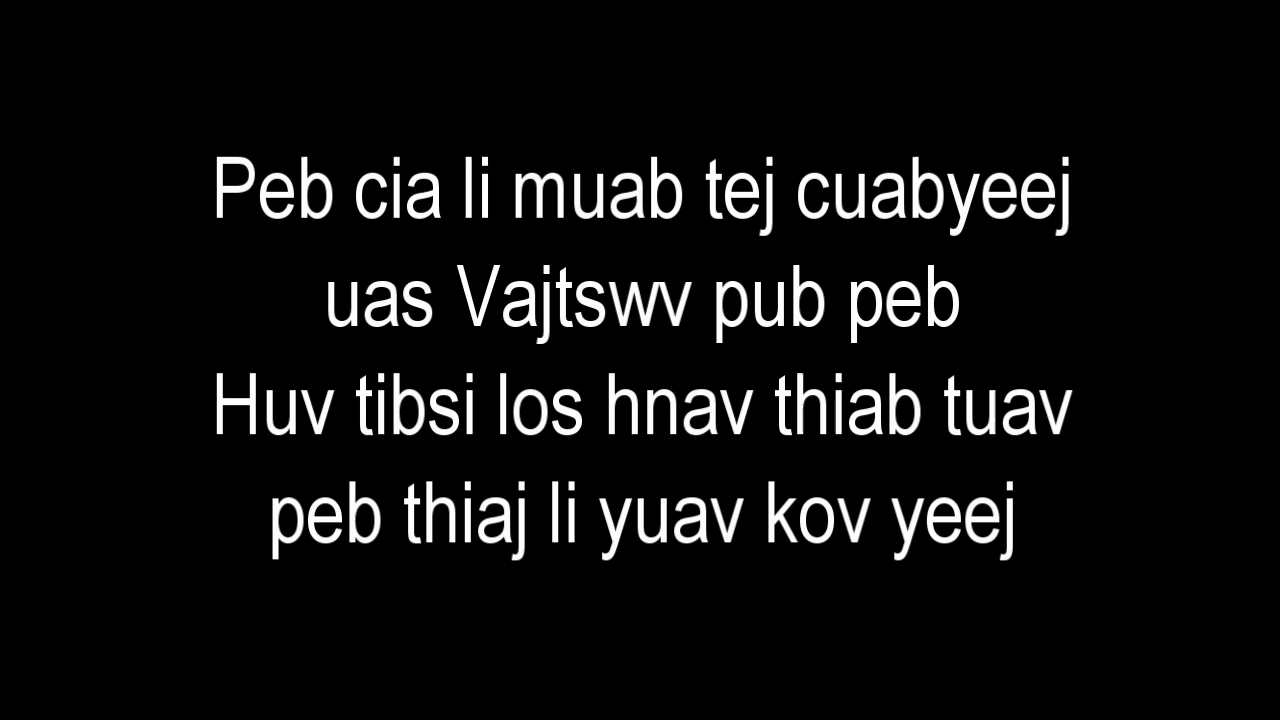 Peb cia li muab tej cuabyeej
uas Vajtswv pub peb
Huv tibsi los hnav thiab tuav
peb thiaj li yuav kov yeej